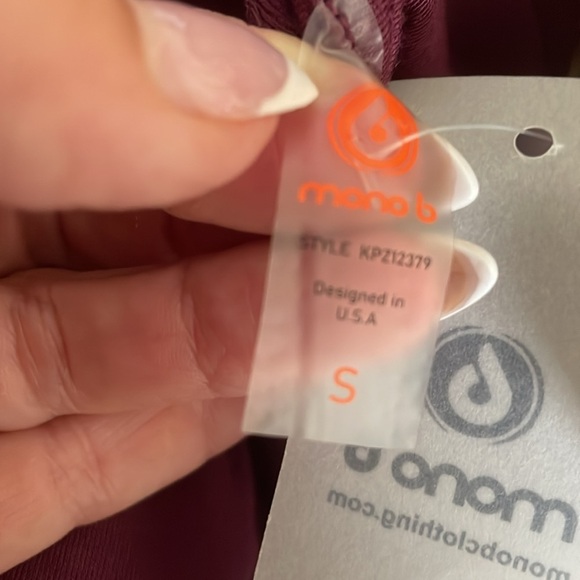 mono b
STYLE KPZ12379
Designed in
U.S.A
S
mono b
monobclothing.com